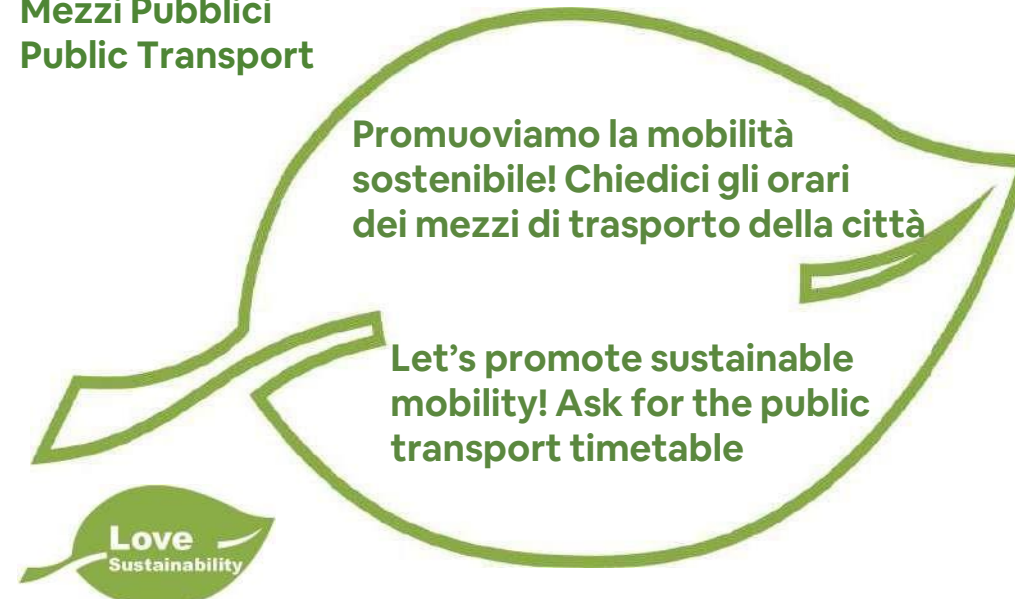 Mezzi Pubblici
Public Transport
Promuoviamo la mobilità
sostenibile! Chiedici gli orari
dei mezzi di trasporto della città
Let’s promote sustainable
mobility! Ask for the public
transport timetable
Love
Sustainability